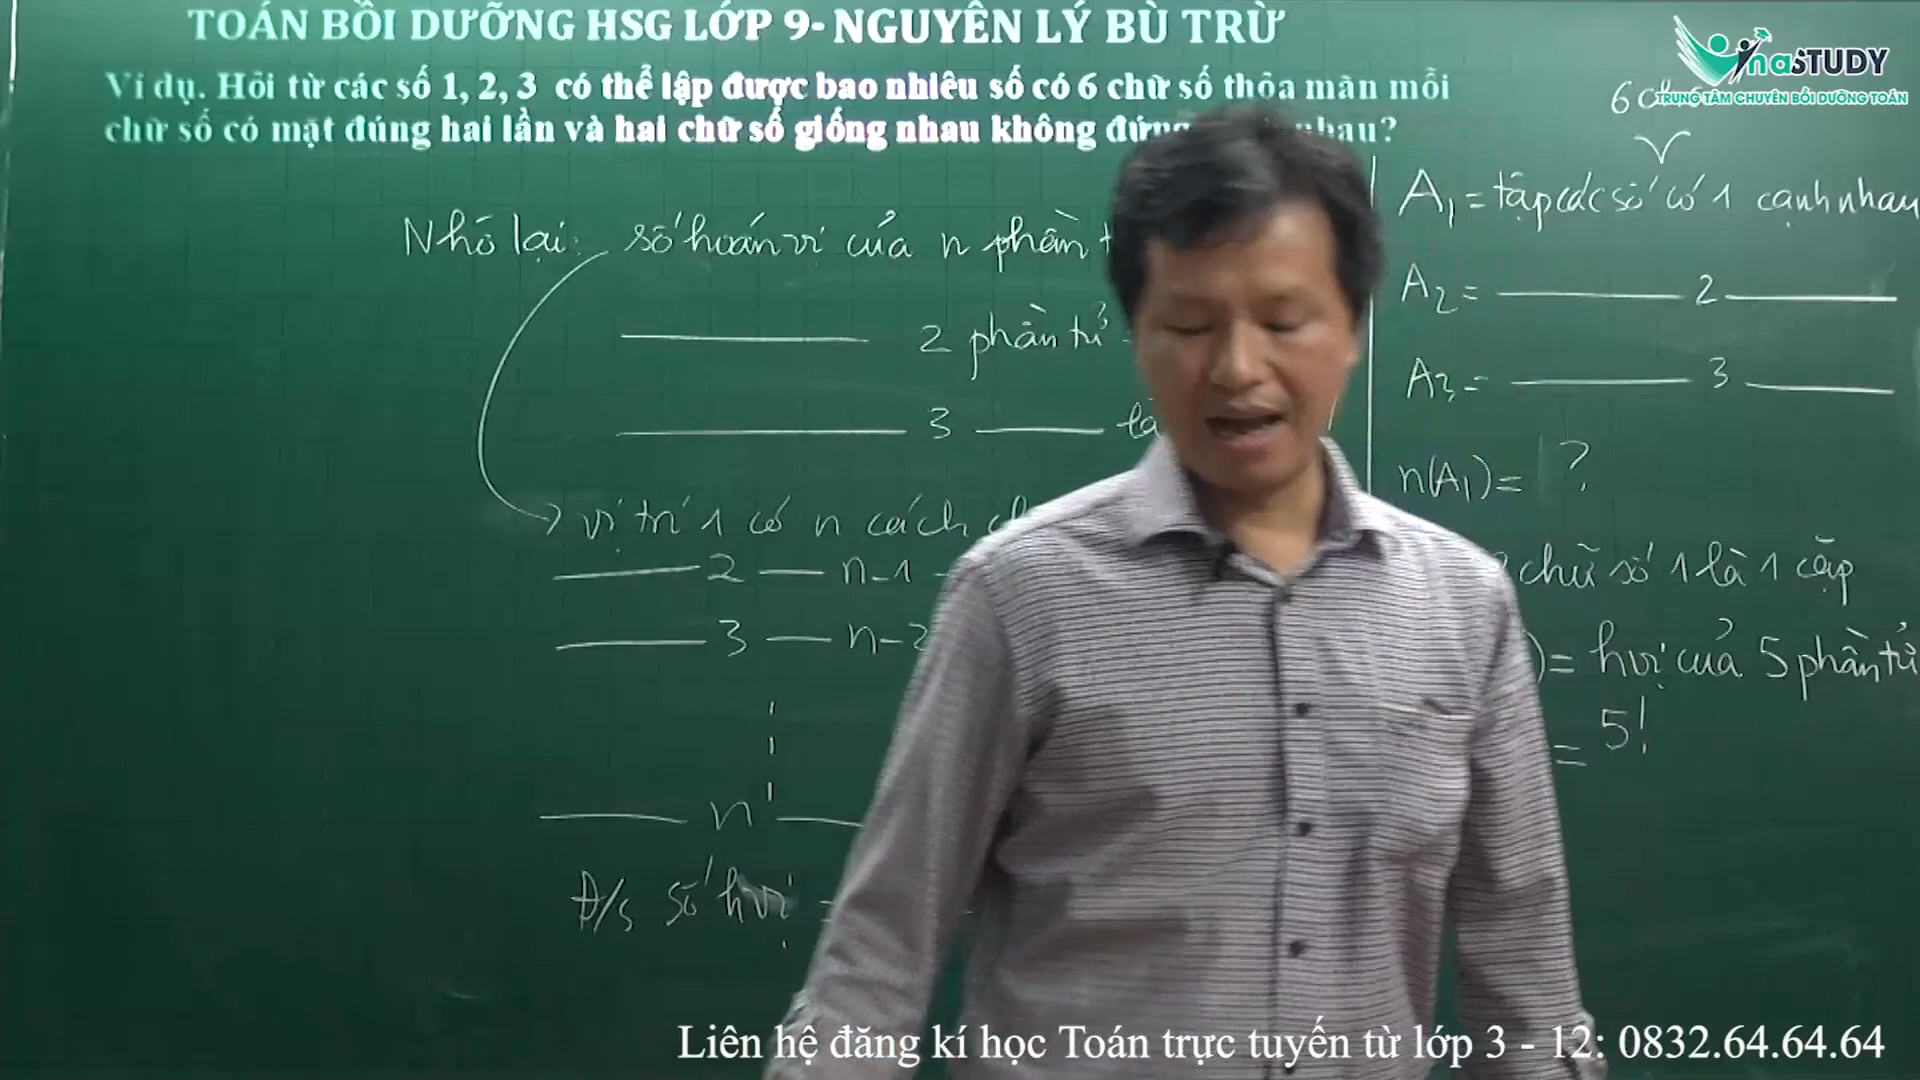 TOÁN BỒI DƯỠNG HSG LỚP 9- NGUYÊN LÝ BÙ TRỪ
Ví dụ. Hỏi từ các số 1, 2, 3 có thể lập được bao nhiêu số có 6 chữ số thỏa mãn mỗi
chữ số có mặt đúng hai lần và hai chữ số giống nhau không đứng nhau?
VinaSTUDY
TRUNG TÂM CHUYÊN BỒI DƯỠNG TOÁN
Nhớ lại: số hoán vị của n phần
2 phần tử
3
→ vị trí 1 có n cách
2 — n-1
3 — n-2
n
Đ/s số hvị =
A1 = tập các số có 1 cạnh nhau
A2 = 2
A3 = 3
n(A1) = ?
chữ số 1 là 1 cặp
) = hvị của 5 phần tử
= 5!
Liên hệ đăng kí học Toán trực tuyến từ lớp 3 - 12: 0832.64.64.64